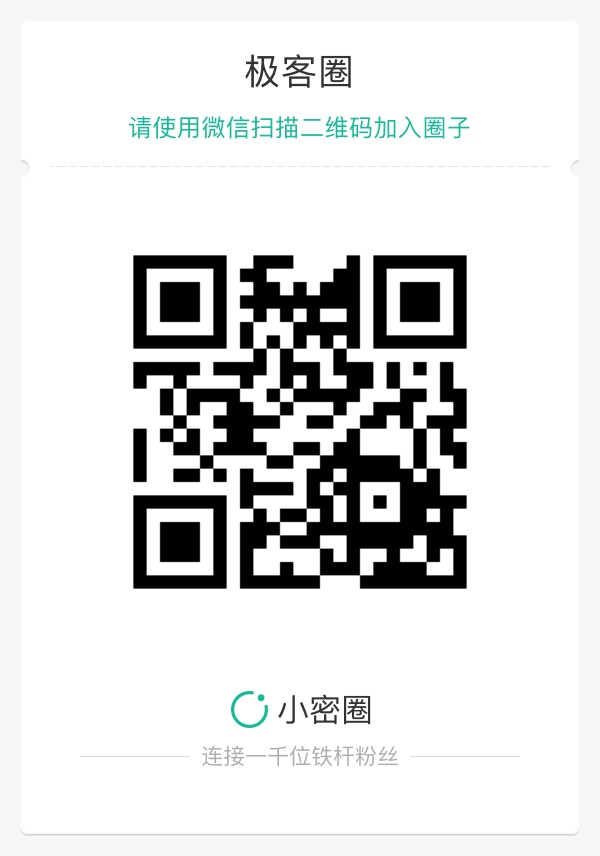 极客圈
请使用微信扫描二维码加入圈子
小密圈
连接一千位铁杆粉丝